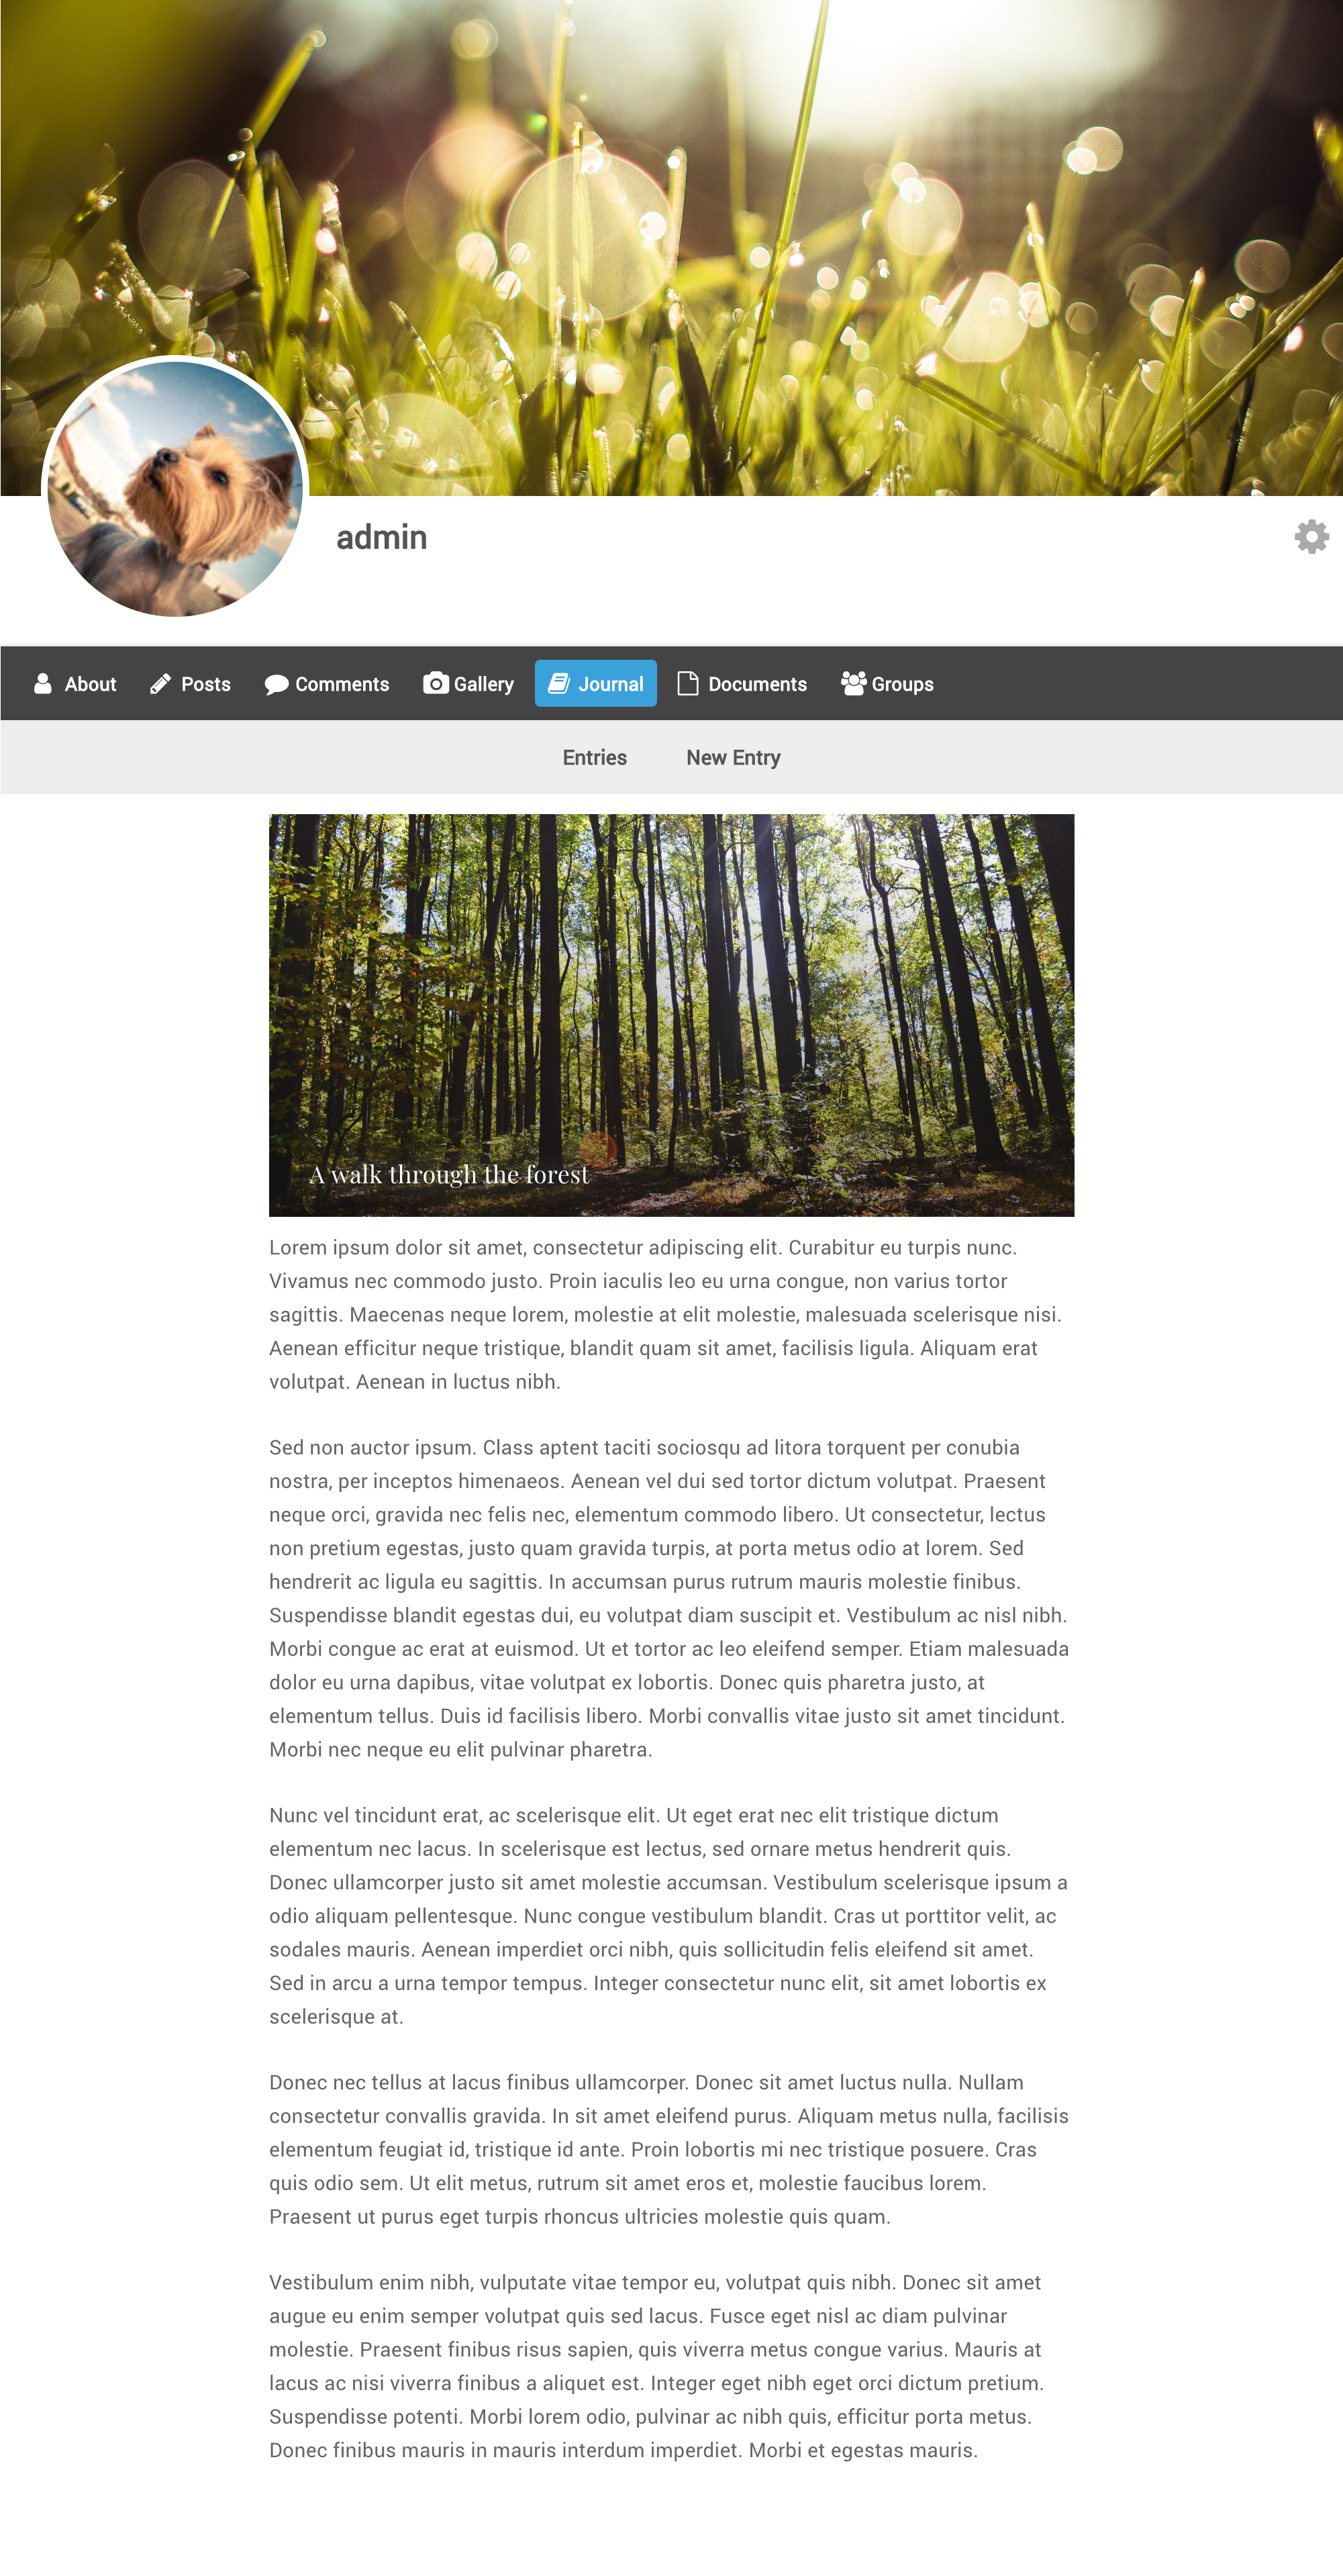 admin
About Posts Comments Gallery Journal Documents Groups
Entries New Entry
A walk through the forest
Lorem ipsum dolor sit amet, consectetur adipiscing elit. Curabitur eu turpis nunc.
Vivamus nec commodo justo. Proin iaculis leo eu urna congue, non varius tortor
sagittis. Maecenas neque lorem, molestie at elit molestie, malesuada scelerisque nisi.
Aenean efficitur neque tristique, blandit quam sit amet, facilisis ligula. Aliquam erat
volutpat. Aenean in luctus nibh.
Sed non auctor ipsum. Class aptent taciti sociosqu ad litora torquent per conubia
nostra, per inceptos himenaeos. Aenean vel dui sed tortor dictum volutpat. Praesent
neque orci, gravida nec felis nec, elementum commodo libero. Ut consectetur, lectus
non pretium egestas, justo quam gravida turpis, at porta metus odio at lorem. Sed
hendrerit ac ligula eu sagittis. In accumsan purus rutrum mauris molestie finibus.
Suspendisse blandit egestas dui, eu volutpat diam suscipit et. Vestibulum ac nisl nibh.
Morbi congue ac erat at euismod. Ut et tortor ac leo eleifend semper. Etiam malesuada
dolor eu urna dapibus, vitae volutpat ex lobortis. Donec quis pharetra justo, at
elementum tellus. Duis id facilisis libero. Morbi convallis vitae justo sit amet tincidunt.
Morbi nec neque eu elit pulvinar pharetra.
Nunc vel tincidunt erat, ac scelerisque elit. Ut eget erat nec elit tristique dictum
elementum nec lacus. In scelerisque est lectus, sed ornare metus hendrerit quis.
Donec ullamcorper justo sit amet molestie accumsan. Vestibulum scelerisque ipsum a
odio aliquam pellentesque. Nunc congue vestibulum blandit. Cras ut porttitor velit, ac
sodales mauris. Aenean imperdiet orci nibh, quis sollicitudin felis eleifend sit amet.
Sed in arcu a urna tempor tempus. Integer consectetur nunc elit, sit amet lobortis ex
scelerisque at.
Donec nec tellus at lacus finibus ullamcorper. Donec sit amet luctus nulla. Nullam
consectetur convallis gravida. In sit amet eleifend purus. Aliquam metus nulla, facilisis
elementum feugiat id, tristique id ante. Proin lobortis mi nec tristique posuere. Cras
quis odio sem. Ut elit metus, rutrum sit amet eros et, molestie faucibus lorem.
Praesent ut purus eget turpis rhoncus ultricies molestie quis quam.
Vestibulum enim nibh, vulputate vitae tempor eu, volutpat quis nibh. Donec sit amet
augue eu enim semper volutpat quis sed lacus. Fusce eget nisl ac diam pulvinar
molestie. Praesent finibus risus sapien, quis viverra metus congue varius. Mauris at
lacus ac nisi viverra finibus a aliquet est. Integer eget nibh eget orci dictum pretium.
Suspendisse potenti. Morbi lorem odio, pulvinar ac nibh quis, efficitur porta metus.
Donec finibus mauris in mauris interdum imperdiet. Morbi et egestas mauris.